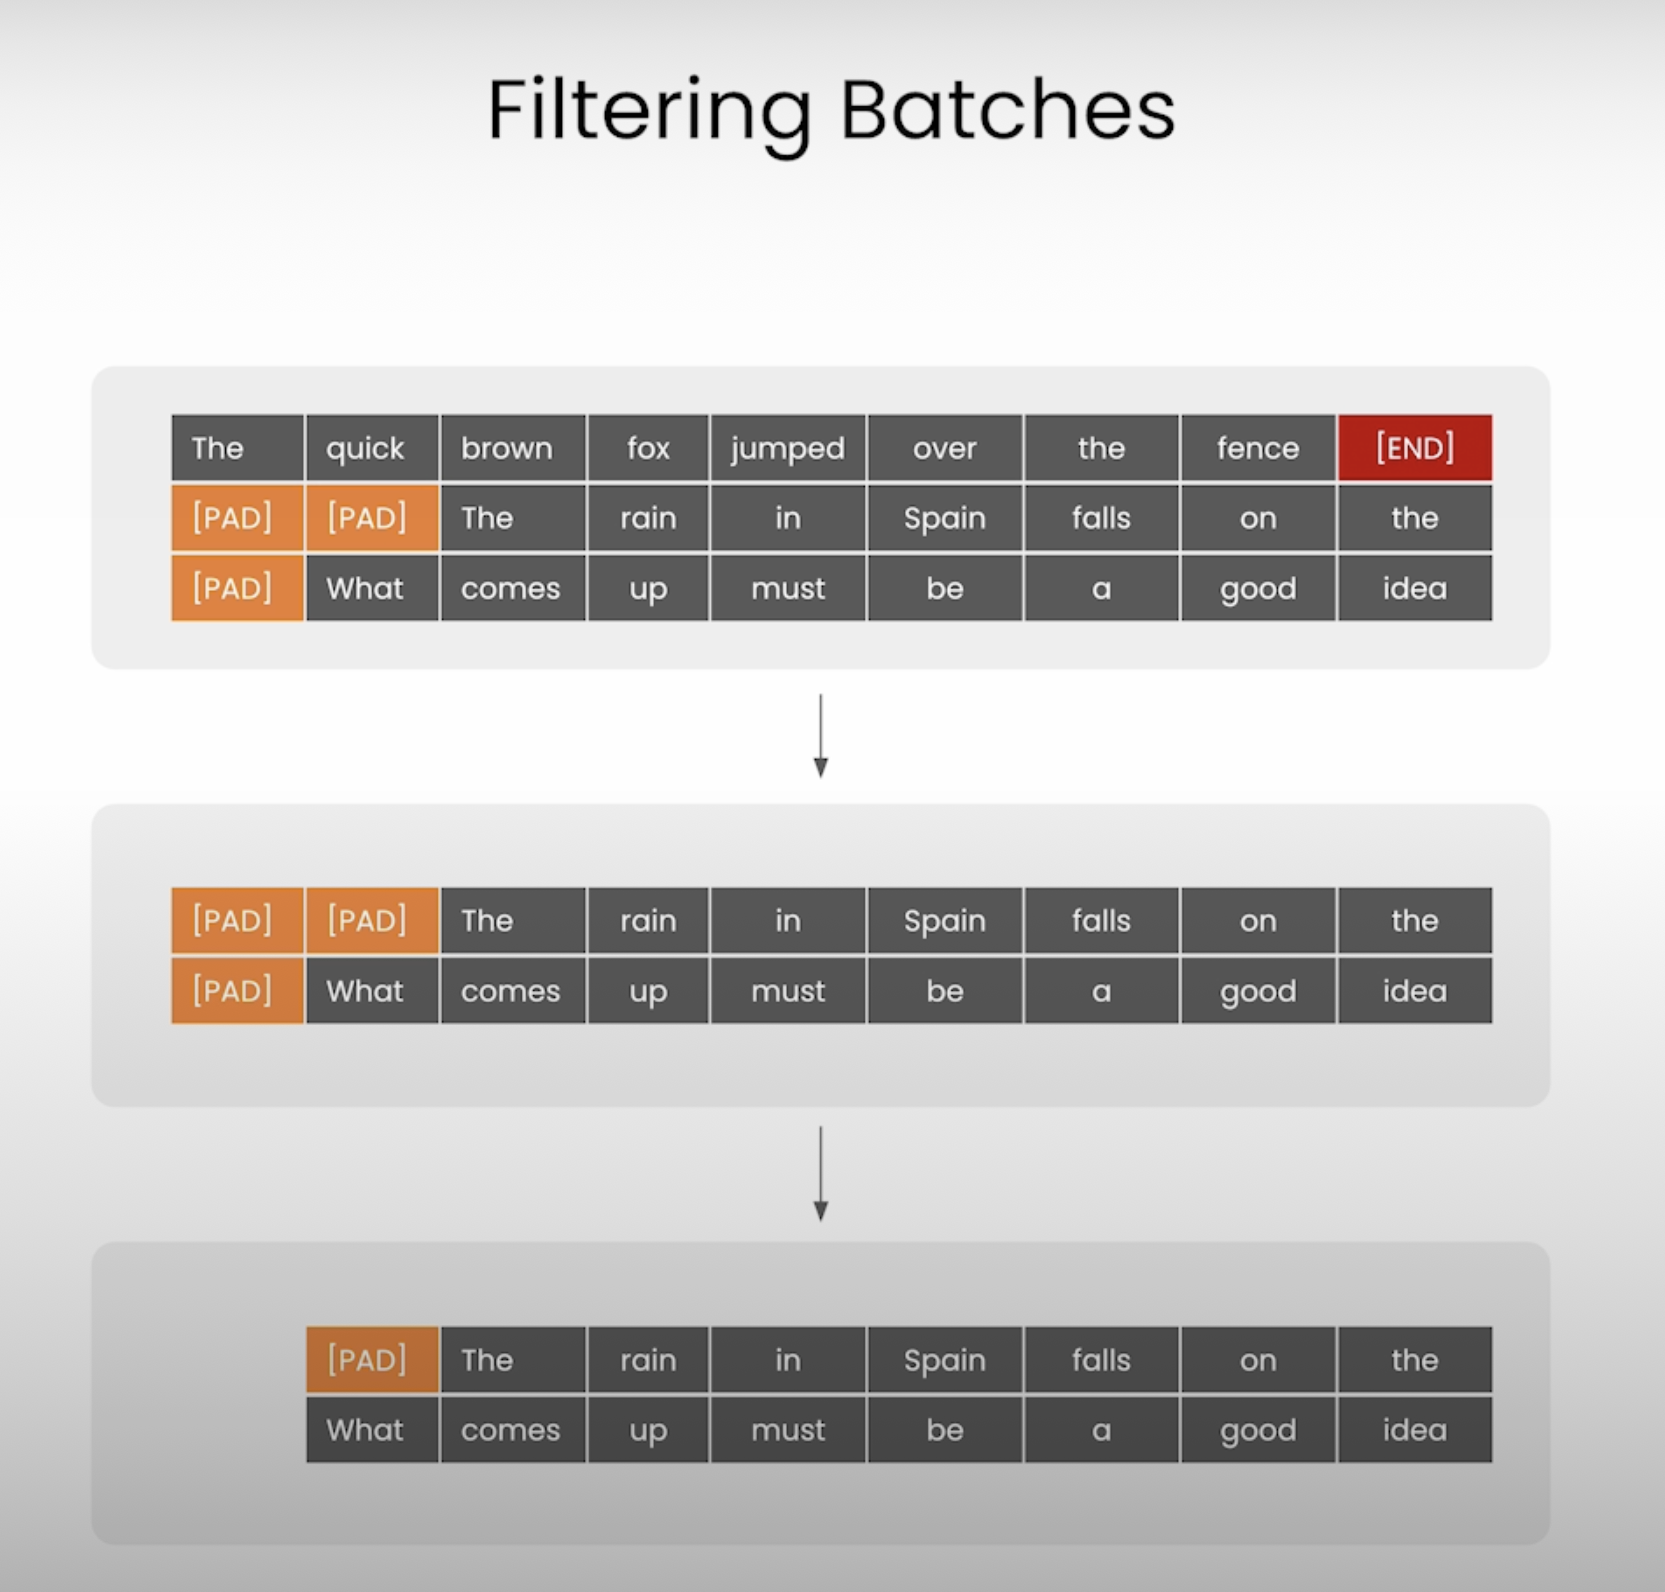 Filtering Batches
The quick brown fox jumped over the fence [END]
[PAD] [PAD] The rain in Spain falls on the
[PAD] What comes up must be a good idea
[PAD] [PAD] The rain in Spain falls on the
[PAD] What comes up must be a good idea
[PAD] The rain in Spain falls on the
What comes up must be a good idea